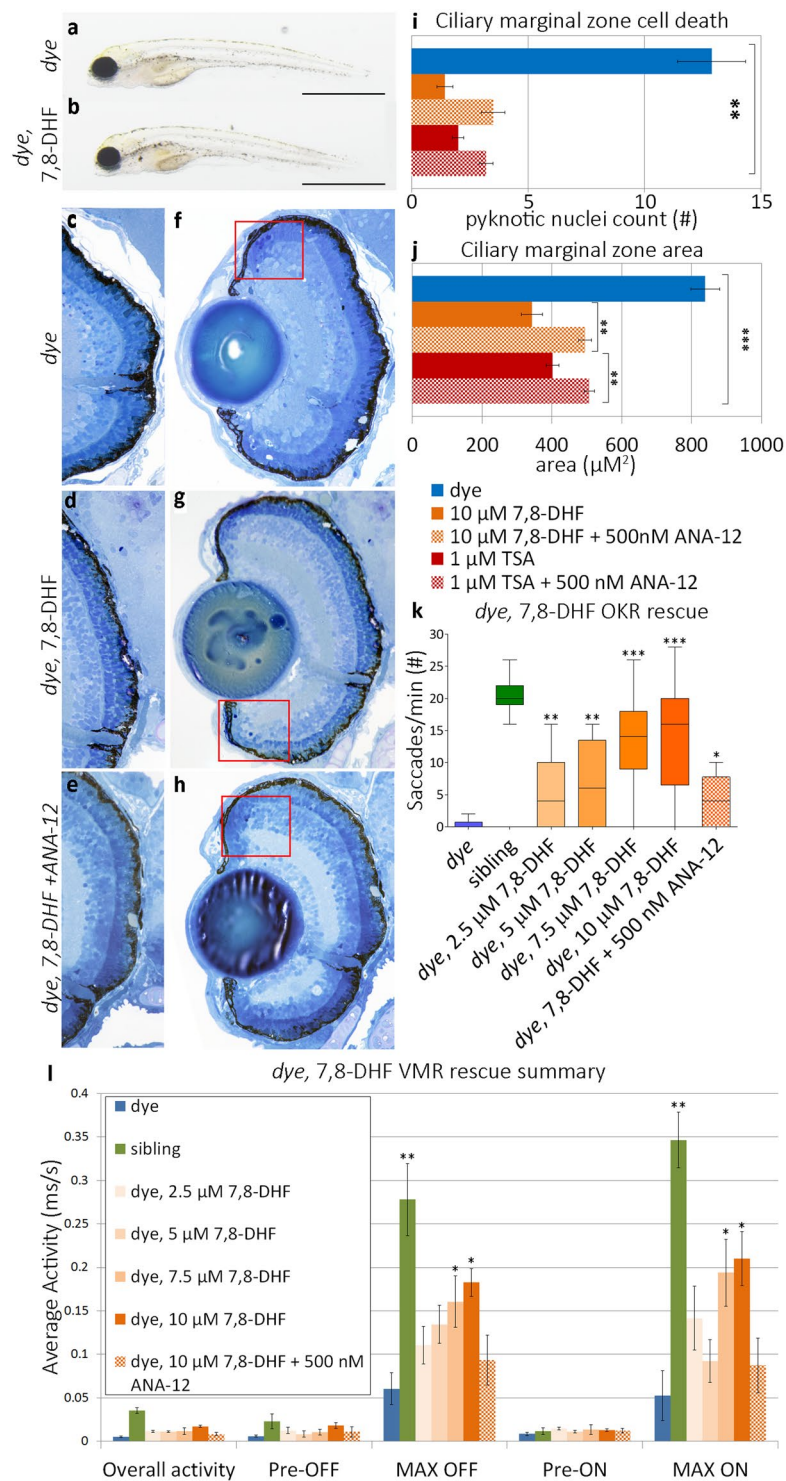 a
dye
b
dye,
7,8-DHF
c
f
dye
d
g
dye, 7,8-DHF
e
h
dye, 7,8-DHF +ANA-12
i
Ciliary marginal zone cell death
**
0
5
10
15
pyknotic nuclei count (#)
j
Ciliary marginal zone area
**
**
***
0
200
400
600
800
1000
area (µM²)
dye
10 µM 7,8-DHF
10 µM 7,8-DHF + 500nM ANA-12
1 µM TSA
1 µM TSA + 500 nM ANA-12
k
dye, 7,8-DHF OKR rescue
Saccades/min (#)
30
25
20
15
10
5
0
**
**
***
***
*
dye
sibling
dye, 2.5 µM 7,8-DHF
dye, 5 µM 7,8-DHF
dye, 7.5 µM 7,8-DHF
dye, 10 µM 7,8-DHF
dye, 7,8-DHF + 500 nM ANA-12
l
dye, 7,8-DHF VMR rescue summary
Average Activity (ms/s)
0.4
0.35
0.3
0.25
0.2
0.15
0.1
0.05
0
dye
sibling
dye, 2.5 µM 7,8-DHF
dye, 5 µM 7,8-DHF
dye, 7.5 µM 7,8-DHF
dye, 10 µM 7,8-DHF
dye, 10 µM 7,8-DHF + 500 nM
ANA-12
**
*
*
**
*
*
Overall activity
Pre-OFF
MAX OFF
Pre-ON
MAX ON